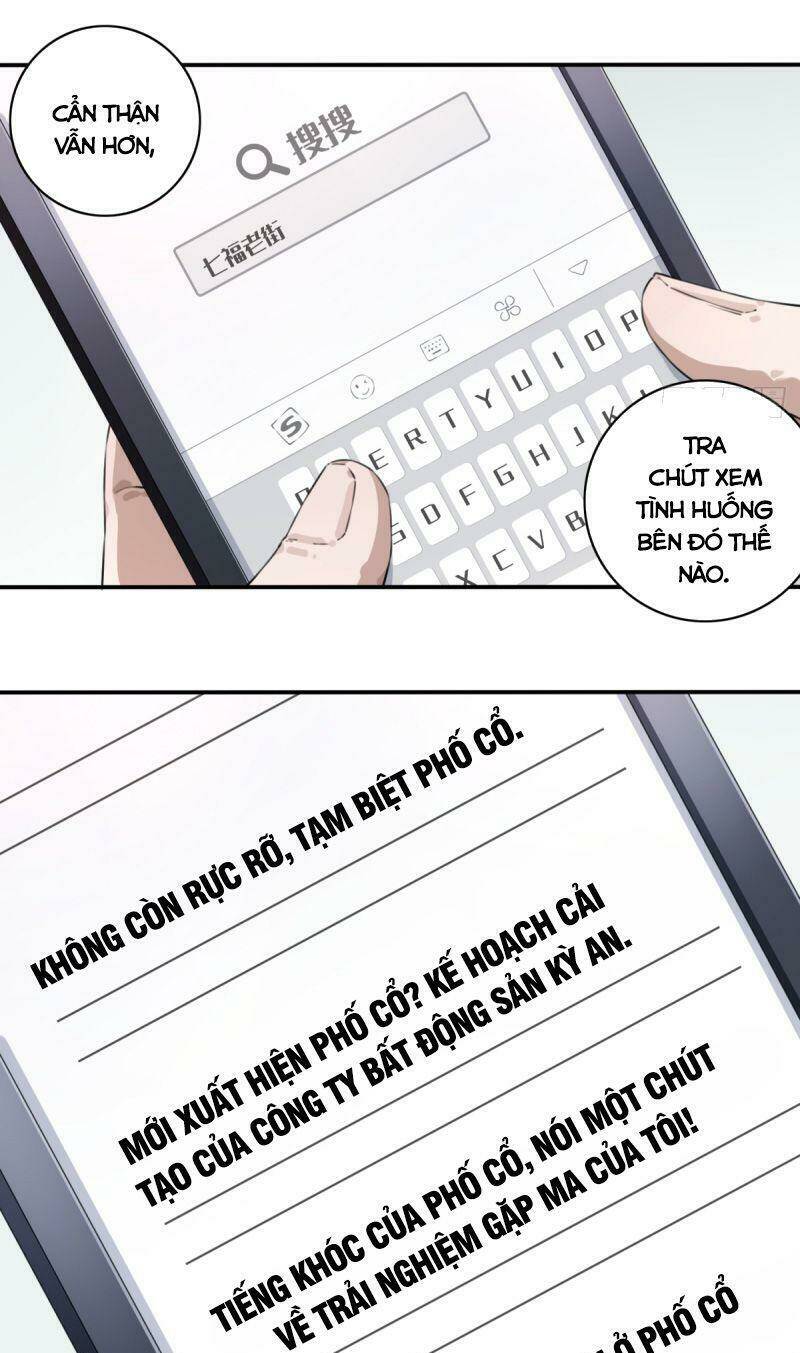 CẨN THẬN
VẪN HƠN,
搜搜
七福老街
S
E R T Y U I O P
S D F G H J K
X C V B
TRA
CHÚT XEM
TÌNH HUỐNG
BÊN ĐÓ THẾ
NÀO.
KHÔNG CÒN RỰC RỠ, TẠM BIỆT PHỐ CỔ.
MỚI XUẤT HIỆN PHỐ CỔ? KẾ HOẠCH CẢI
TẠO CỦA CÔNG TY BẤT ĐỘNG SẢN KỲ AN.
TIẾNG KHÓC CỦA PHỐ CỔ, NÓI MỘT CHÚT
VỀ TRẢI NGHIỆM GẶP MA CỦA TÔI!
Ở PHỐ CỔ